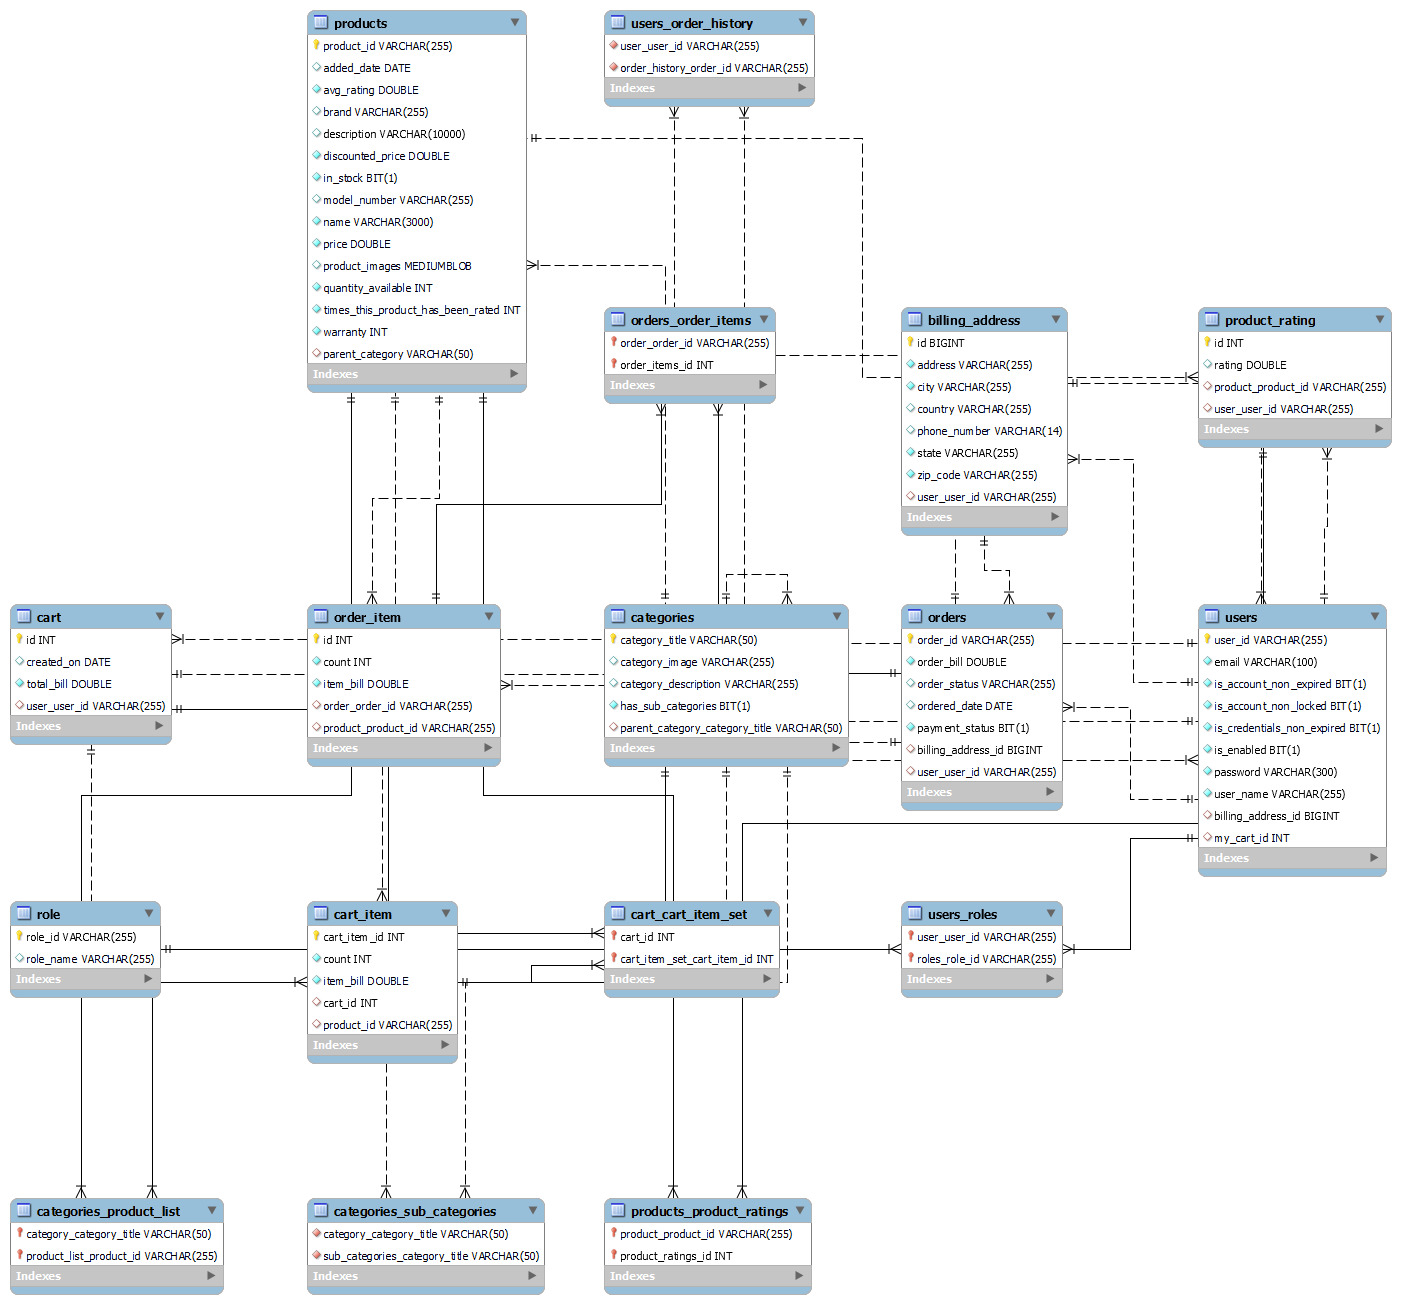 products
product_id VARCHAR(255)
added_date DATE
avg_rating DOUBLE
brand VARCHAR(255)
description VARCHAR(10000)
discounted_price DOUBLE
in_stock BIT(1)
model_number VARCHAR(255)
name VARCHAR(3000)
price DOUBLE
product_images MEDIUMBLOB
quantity_available INT
times_this_product_has_been_rated INT
warranty INT
parent_category VARCHAR(50)
Indexes
users_order_history
user_user_id VARCHAR(255)
order_history_order_id VARCHAR(255)
Indexes
orders_order_items
order_order_id VARCHAR(255)
order_items_id INT
Indexes
billing_address
id BIGINT
address VARCHAR(255)
city VARCHAR(255)
country VARCHAR(255)
phone_number VARCHAR(14)
state VARCHAR(255)
zip_code VARCHAR(255)
user_user_id VARCHAR(255)
Indexes
product_rating
id INT
rating DOUBLE
product_product_id VARCHAR(255)
user_user_id VARCHAR(255)
Indexes
cart
id INT
created_on DATE
total_bill DOUBLE
user_user_id VARCHAR(255)
Indexes
order_item
id INT
count INT
item_bill DOUBLE
order_order_id VARCHAR(255)
product_product_id VARCHAR(255)
Indexes
categories
category_title VARCHAR(50)
category_image VARCHAR(255)
category_description VARCHAR(255)
has_sub_categories BIT(1)
parent_category_category_title VARCHAR(50)
Indexes
orders
order_id VARCHAR(255)
order_bill DOUBLE
order_status VARCHAR(255)
ordered_date DATE
payment_status BIT(1)
billing_address_id BIGINT
user_user_id VARCHAR(255)
Indexes
users
user_id VARCHAR(255)
email VARCHAR(100)
is_account_non_expired BIT(1)
is_account_non_locked BIT(1)
is_credentials_non_expired BIT(1)
is_enabled BIT(1)
password VARCHAR(300)
user_name VARCHAR(255)
billing_address_id BIGINT
my_cart_id INT
Indexes
role
role_id VARCHAR(255)
role_name VARCHAR(255)
Indexes
cart_item
cart_item_id INT
count INT
item_bill DOUBLE
cart_id INT
product_id VARCHAR(255)
Indexes
cart_cart_item_set
cart_id INT
cart_item_set_cart_item_id INT
Indexes
users_roles
user_user_id VARCHAR(255)
roles_role_id VARCHAR(255)
Indexes
categories_product_list
category_category_title VARCHAR(50)
product_list_product_id VARCHAR(255)
Indexes
categories_sub_categories
category_category_title VARCHAR(50)
sub_categories_category_title VARCHAR(50)
Indexes
products_product_ratings
product_product_id VARCHAR(255)
product_ratings_id INT
Indexes